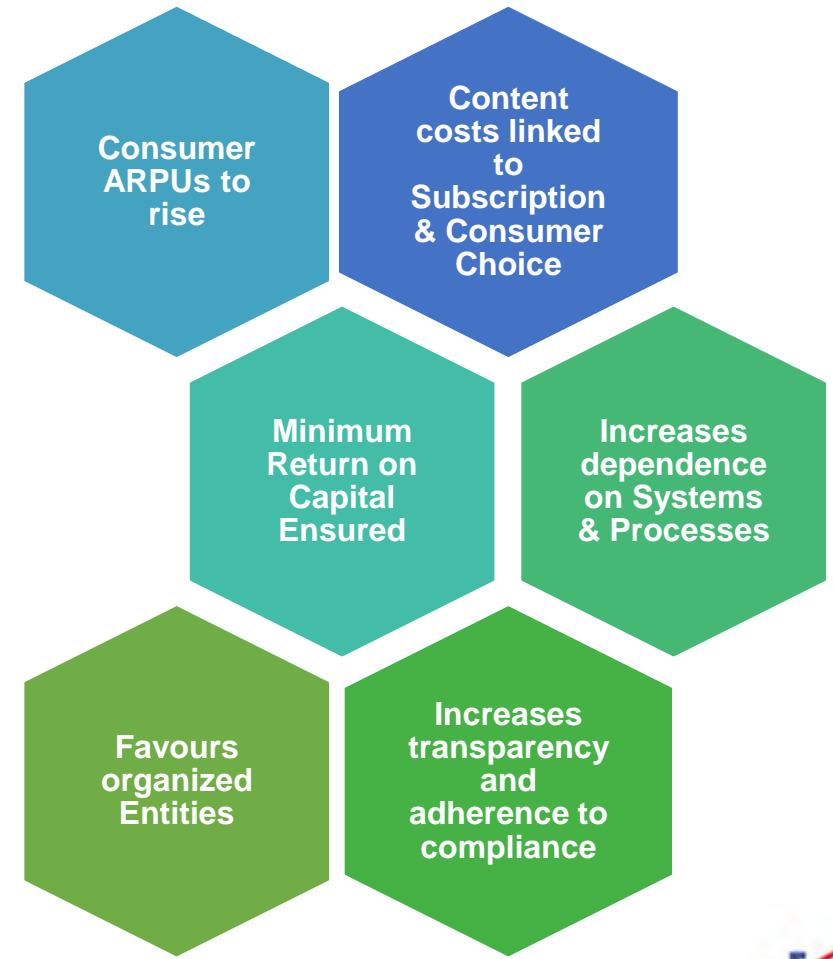 Consumer
ARPUs to
rise
Content
costs linked
to
Subscription
& Consumer
Choice
Minimum
Return on
Capital
Ensured
Increases
dependence
on Systems
& Processes
Favours
organized
Entities
Increases
transparency
and
adherence to
compliance